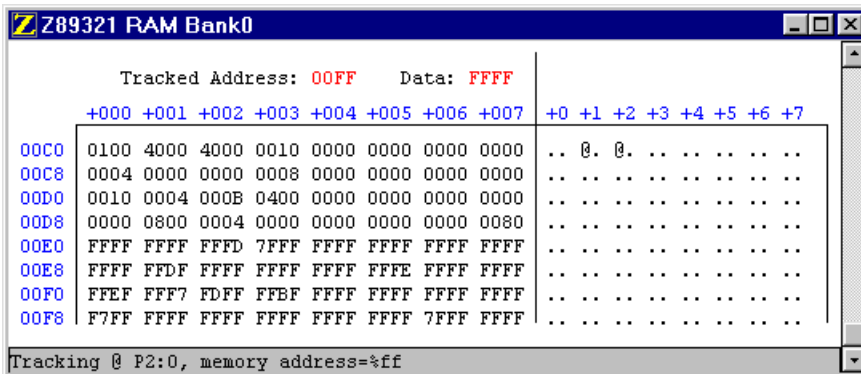 Z Z89321 RAM Bank0
Tracked Address: 00FF Data: FFFF
+000 +001 +002 +003 +004 +005 +006 +007 +0 +1 +2 +3 +4 +5 +6 +7
00C0 0100 4000 4000 0010 0000 0000 0000 0000 .. @. @. .. .. .. .. ..
00C8 0004 0000 0000 0008 0000 0000 0000 0000 .. .. .. .. .. .. .. ..
00D0 0010 0004 000B 0400 0000 0000 0000 0000 .. .. .. .. .. .. .. ..
00D8 0000 0800 0004 0000 0000 0000 0000 0080 .. .. .. .. .. .. .. ..
00E0 FFFF FFFF FFFD 7FFF FFFF FFFF FFFF FFFF .. .. .. .. .. .. .. ..
00E8 FFFF FFDF FFFF FFFF FFFF FFFE FFFF FFFF .. .. .. .. .. .. .. ..
00F0 FFEF FFF7 FDFF FFBF FFFF FFFF FFFF FFFF .. .. .. .. .. .. .. ..
00F8 F7FF FFFF FFFF FFFF FFFF FFFF 7FFF FFFF .. .. .. .. .. .. .. ..
Tracking @ P2:0, memory address=%ff